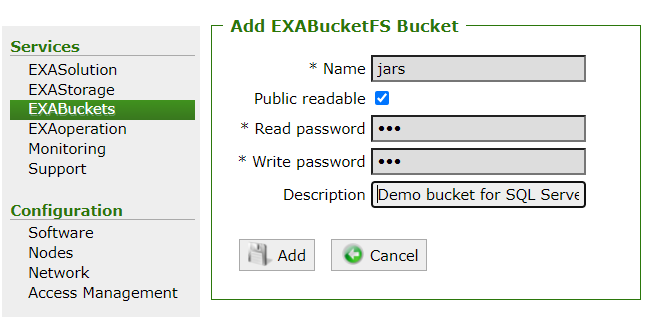 Services
EXASolution
EXAStorage
EXABuckets
EXAoperation
Monitoring
Support
Configuration
Software
Nodes
Network
Access Management
Add EXABucketFS Bucket
* Name jars
Public readable
* Read password •••
* Write password •••
Description Demo bucket for SQL Serve
Add Cancel